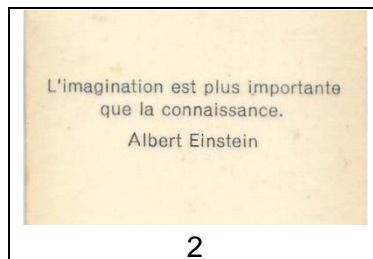 L'imagination est plus importante
que la connaissance.
Albert Einstein
2